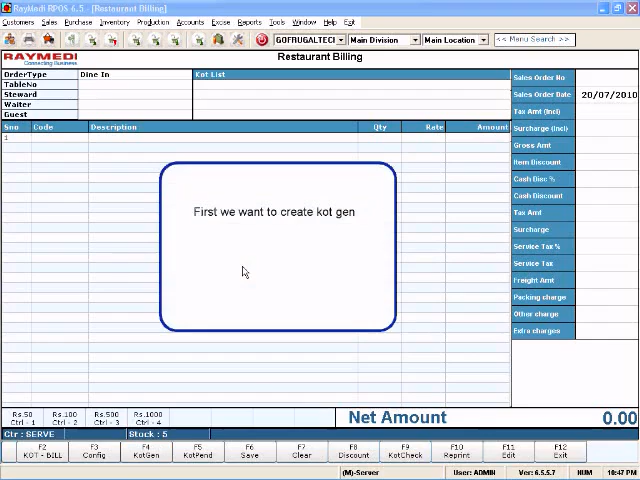 RayMedi RPOS 6.5 - [Restaurant Billing]
Customers Sales Purchase Inventory Production Accounts Excise Reports Tools Window Help Exit
GOFRUGALTECI Main Division Main Location <~ Menu Search ~>
RAYMEDI
Connecting Business
Restaurant Billing
OrderType Dine In Kot List
TableNo
Steward
Waiter
Guest
Sno Code Description Qty Rate Amount
1
First we want to create kot gen
Sales Order No
Sales Order Date 20/07/2010
Tax Amt (Incl)
Surcharge (Incl)
Gross Amt
Item Discount
Cash Disc %
Cash Discount
Tax Amt
Surcharge
Service Tax %
Service Tax
Freight Amt
Packing charge
Other charge
Extra charges
Rs.50 Rs.100 Rs.500 Rs.1000
Ctrl - 1 Ctrl - 2 Ctrl - 3 Ctrl - 4
Net Amount 0.00
Ctr : SERVE Stock : 5
F2 F3 F4 F5 F6 F7 F8 F9 F10 F11 F12
KOT - BILL Config KotGen KotPend Save Clear Discount KotCheck Reprint Edit Exit
(M)-Server User: ADMIN Ver: 6.5.5.7 NUM 10:47 PM